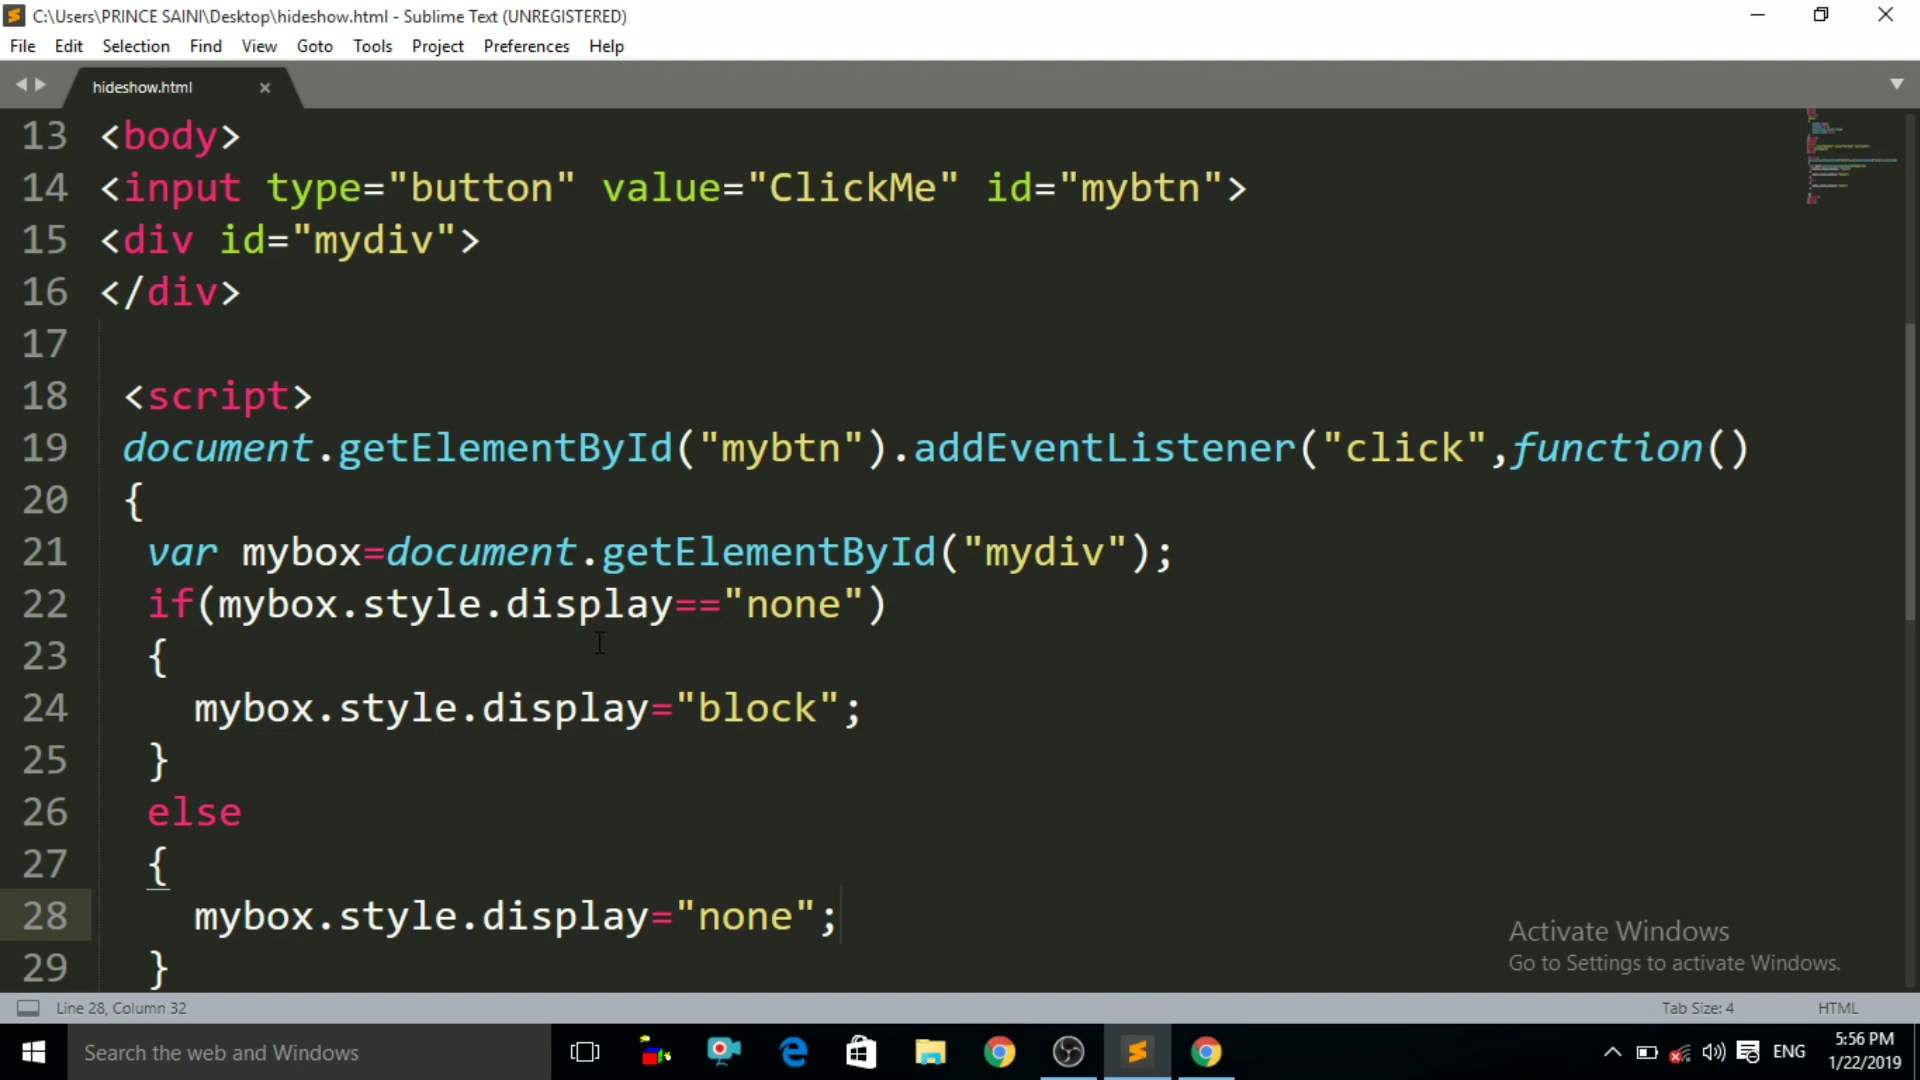 C:\Users\PRINCE SAINI\Desktop\hideshow.html - Sublime Text (UNREGISTERED)
File Edit Selection Find View Goto Tools Project Preferences Help
hideshow.html
13 <body>
14 <input type="button" value="ClickMe" id="mybtn">
15 <div id="mydiv">
16 </div>
17
18 <script>
19 document.getElementById("mybtn").addEventListener("click",function()
20 {
21 var mybox=document.getElementById("mydiv");
22 if(mybox.style.display=="none")
23 {
24 mybox.style.display="block";
25 }
26 else
27 {
28 mybox.style.display="none";
29 }
Activate Windows
Go to Settings to activate Windows.
Line 28, Column 32 Tab Size: 4 HTML
Search the web and Windows ENG 5:56 PM
1/22/2019